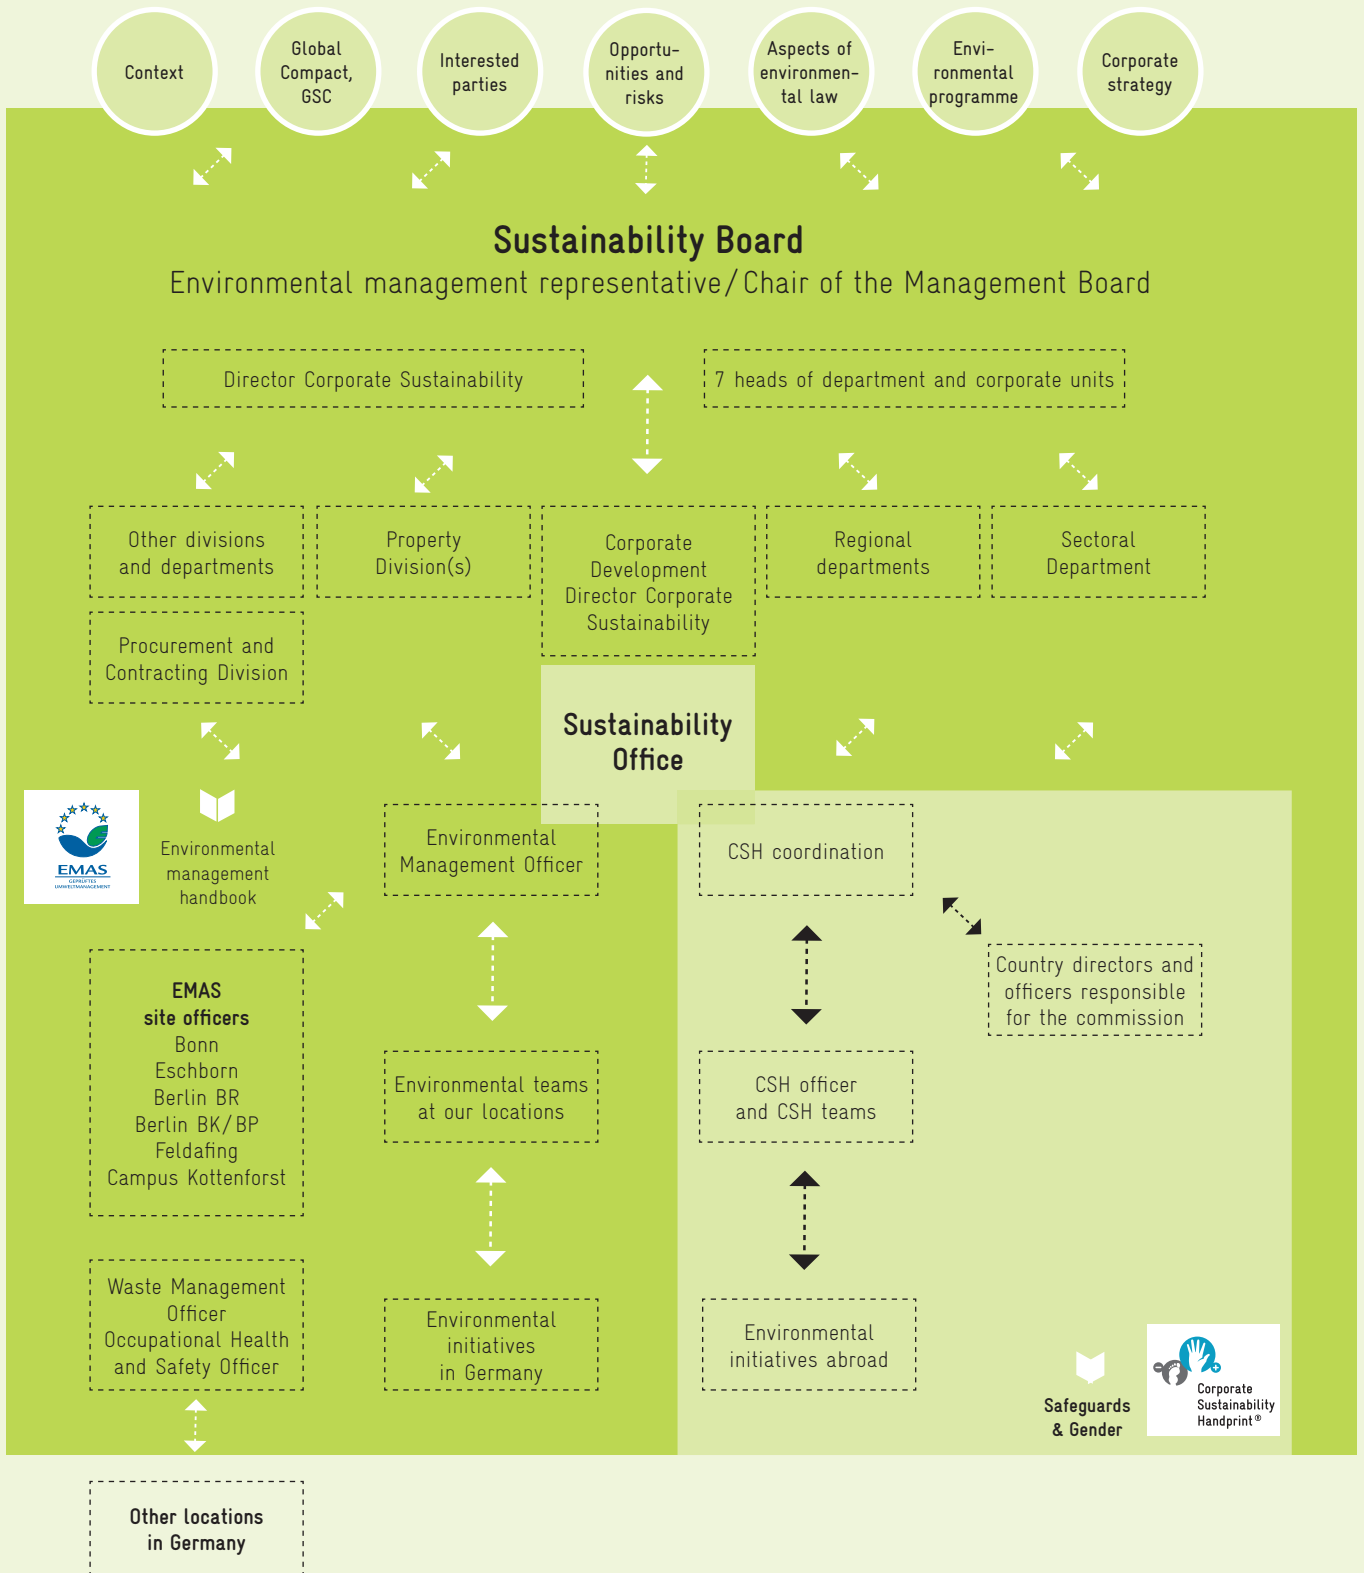 Context
Global
Compact,
GSC
Interested
parties
Opportu-
nities and
risks
Aspects of
environmen-
tal law
Envi-
ronmental
programme
Corporate
strategy
Sustainability Board
Environmental management representative/Chair of the Management Board
Director Corporate Sustainability
7 heads of department and corporate units
Other divisions
and departments
Property
Division(s)
Corporate
Development
Director Corporate
Sustainability
Regional
departments
Sectoral
Department
Procurement and
Contracting Division
Sustainability
Office
EMAS
GEPRÜFTES
UMWELTMANAGEMENT
Environmental
management
handbook
Environmental
Management Officer
CSH coordination
Country directors and
officers responsible
for the commission
EMAS
site officers
Bonn
Eschborn
Berlin BR
Berlin BK/BP
Feldafing
Campus Kottenforst
Environmental teams
at our locations
CSH officer
and CSH teams
Waste Management
Officer
Occupational Health
and Safety Officer
Environmental
initiatives
in Germany
Environmental
initiatives abroad
Safeguards
& Gender
Corporate
Sustainability
Handprint®
Other locations
in Germany